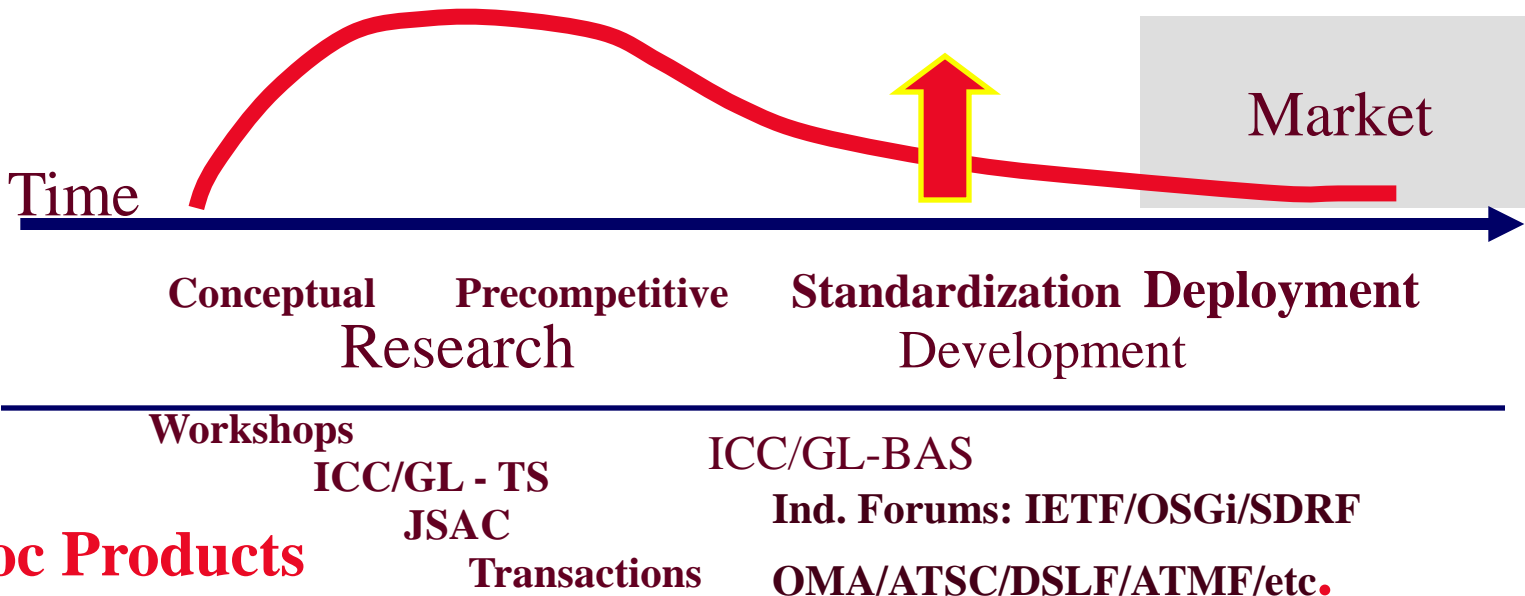 Market
Time
Conceptual Precompetitive Standardization Deployment
Research Development
Workshops
ICC/GL - TS
JSAC
Transactions
ICC/GL-BAS
Ind. Forums: IETF/OSGi/SDRF
OMA/ATSC/DSLF/ATMF/etc.
Products